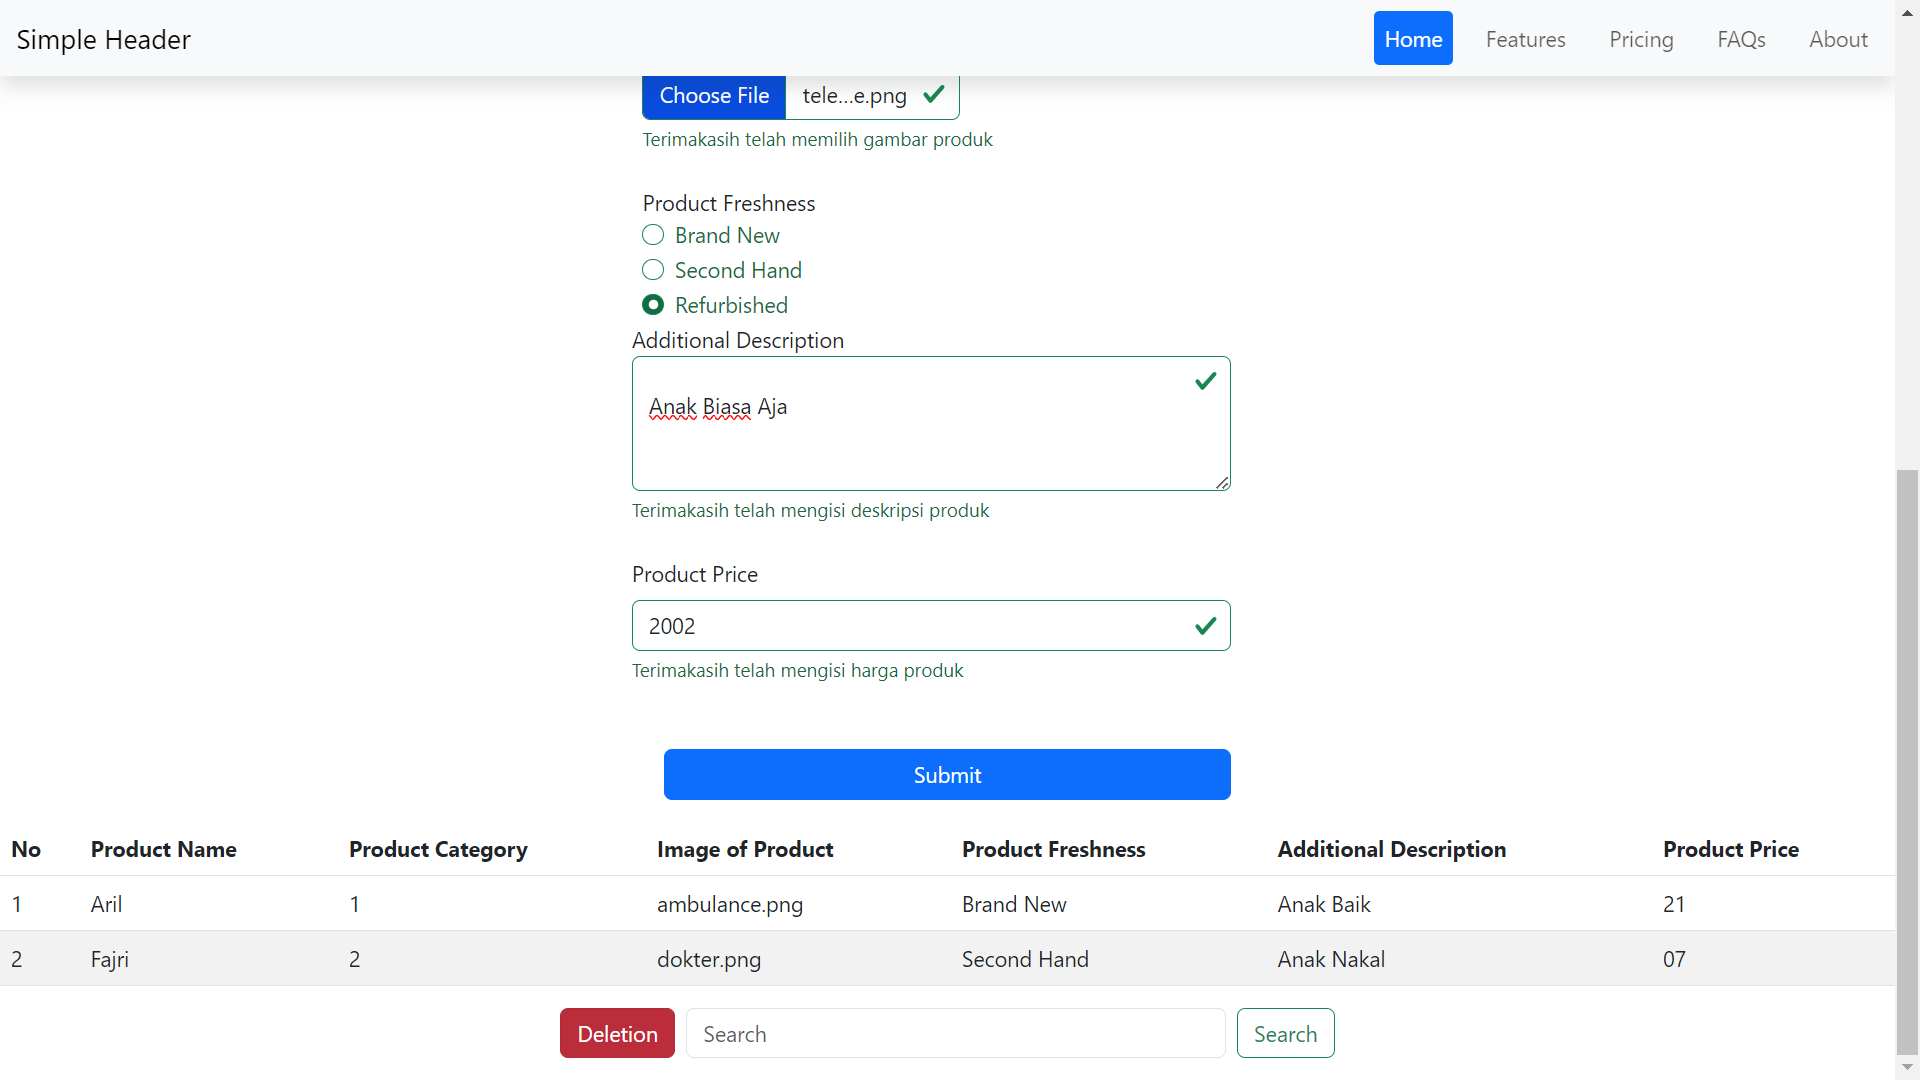 Simple Header Home Features Pricing FAQs About
Choose File tele...e.png
Terimakasih telah memilih gambar produk
Product Freshness
Brand New
Second Hand
Refurbished
Additional Description
Anak Biasa Aja
Terimakasih telah mengisi deskripsi produk
Product Price
2002
Terimakasih telah mengisi harga produk
Submit
No Product Name Product Category Image of Product Product Freshness Additional Description Product Price
1 Aril 1 ambulance.png Brand New Anak Baik 21
2 Fajri 2 dokter.png Second Hand Anak Nakal 07
Deletion Search Search